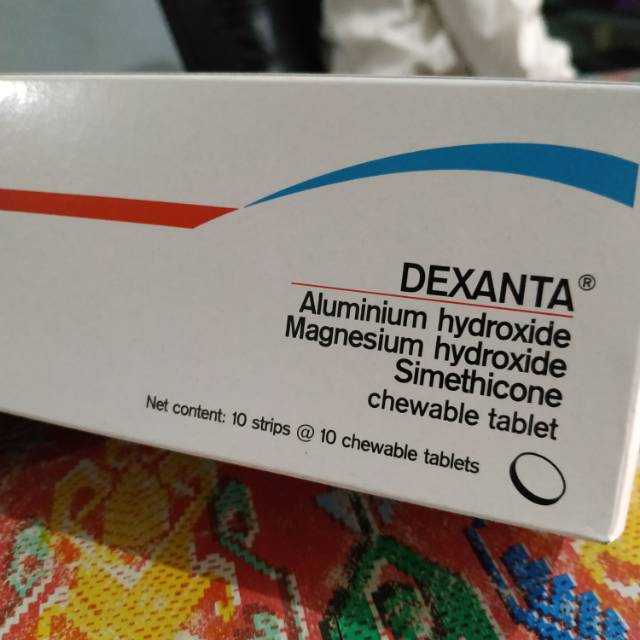 DEXANTA®
Aluminium hydroxide
Magnesium hydroxide
Simethicone
chewable tablet
Net content: 10 strips @ 10 chewable tablets